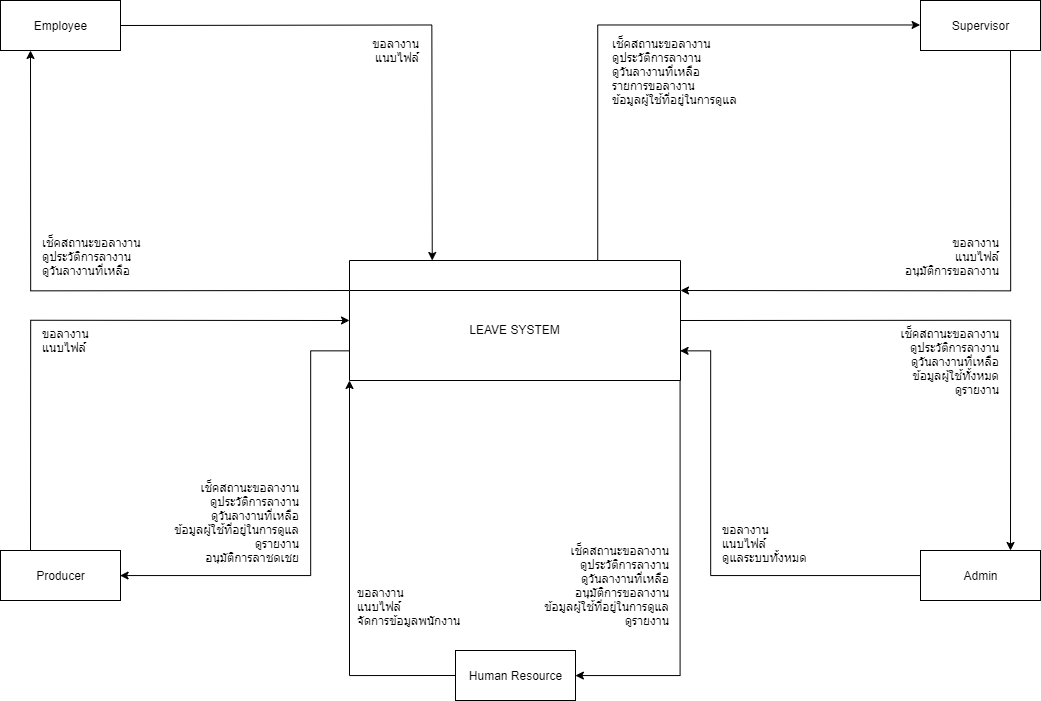 Employee
ขอลางาน
แนบไฟล์
เช็คสถานะขอลางาน
ดูประวัติการลางาน
ดูวันลางานที่เหลือ
รายการขอลางาน
ข้อมูลผู้ใช้ที่อยู่ในการดูแล
Supervisor
เช็คสถานะขอลางาน
ดูประวัติการลางาน
ดูวันลางานที่เหลือ
ขอลางาน
แนบไฟล์
อนุมัติการขอลางาน
LEAVE SYSTEM
ขอลางาน
แนบไฟล์
เช็คสถานะขอลางาน
ดูประวัติการลางาน
ดูวันลางานที่เหลือ
ข้อมูลผู้ใช้ทั้งหมด
ดูรายงาน
เช็คสถานะขอลางาน
ดูประวัติการลางาน
ดูวันลางานที่เหลือ
ข้อมูลผู้ใช้ที่อยู่ในการดูแล
ดูรายงาน
อนุมัติการลาชดเชย
Producer
ขอลางาน
แนบไฟล์
จัดการข้อมูลพนักงาน
เช็คสถานะขอลางาน
ดูประวัติการลางาน
ดูวันลางานที่เหลือ
อนุมัติการขอลางาน
ข้อมูลผู้ใช้ที่อยู่ในการดูแล
ดูรายงาน
ขอลางาน
แนบไฟล์
ดูแลระบบทั้งหมด
Admin
Human Resource